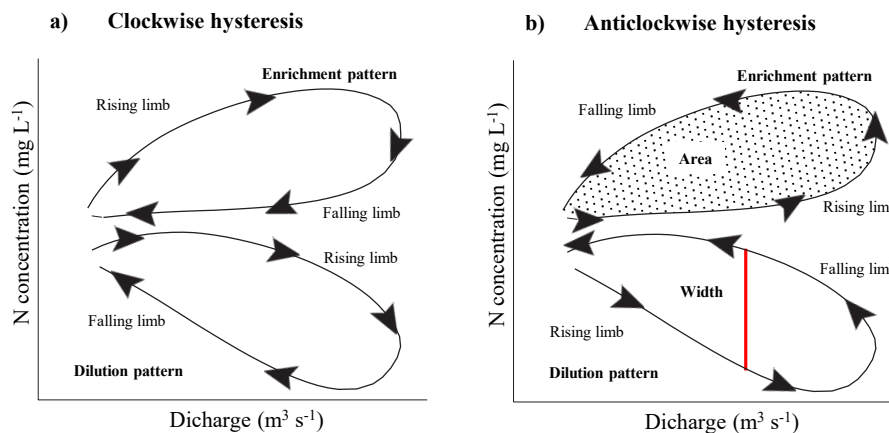 a) Clockwise hysteresis
Enrichment pattern
Rising limb
Falling limb
Rising limb
Falling limb
Dilution pattern
N concentration (mg L⁻¹)
Dicharge (m³ s⁻¹)
b) Anticlockwise hysteresis
Enrichment pattern
Falling limb
Area
Rising limb
Falling limb
Width
Rising limb
Dilution pattern
N concentration (mg L⁻¹)
Dicharge (m³ s⁻¹)